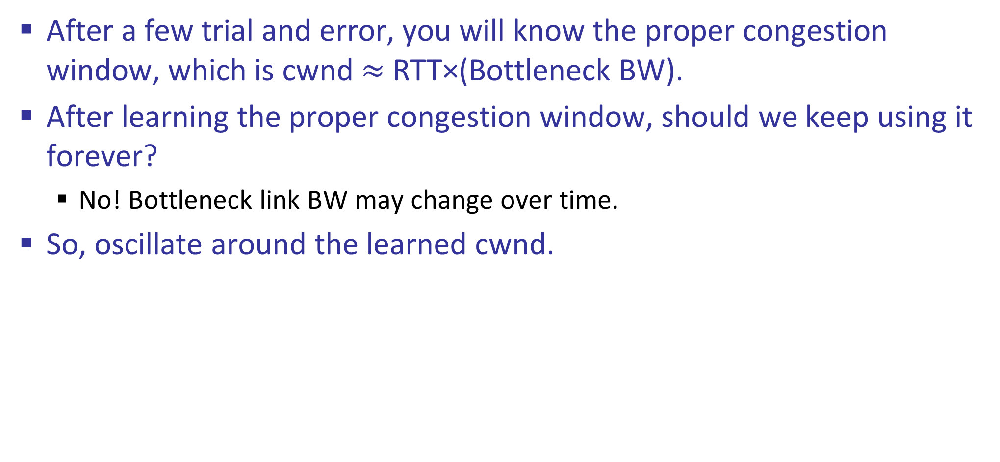 ▪ After a few trial and error, you will know the proper congestion
window, which is cwnd ≈ RTT×(Bottleneck BW).
▪ After learning the proper congestion window, should we keep using it
forever?
▪ No! Bottleneck link BW may change over time.
▪ So, oscillate around the learned cwnd.